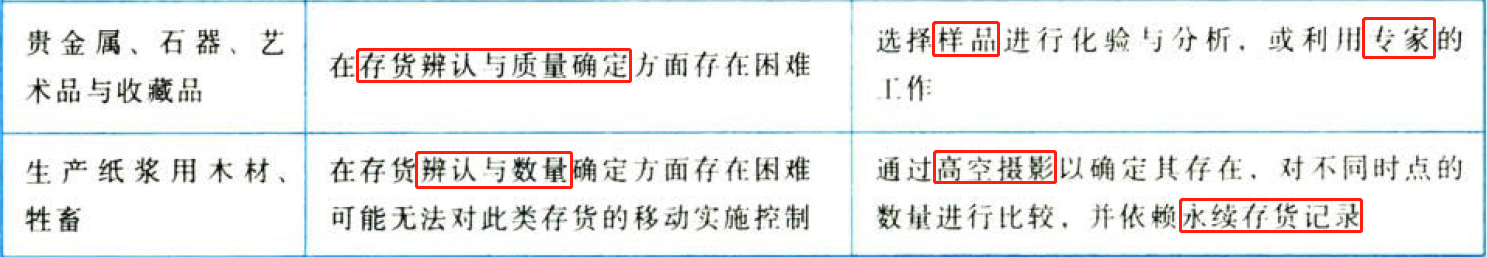 贵金属、石器、艺
术品与收藏品
在存货辨认与质量确定方面存在困难
选择样品进行化验与分析，或利用专家的
工作
生产纸浆用木材、
牲畜
在存货辨认与数量确定方面存在困难
可能无法对此类存货的移动实施控制
通过高空摄影以确定其存在，对不同时点的
数量进行比较，并依赖永续存货记录